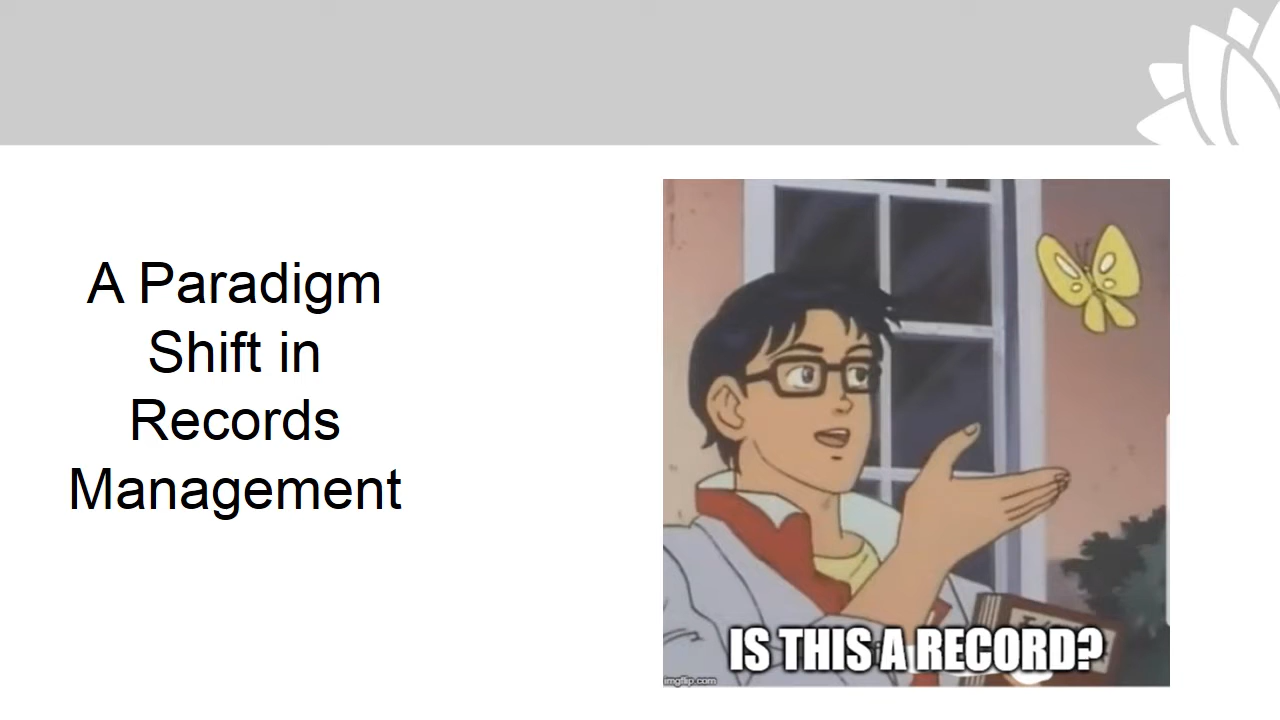 A Paradigm
Shift in
Records
Management
IS THIS A RECORD?
imgflip.com